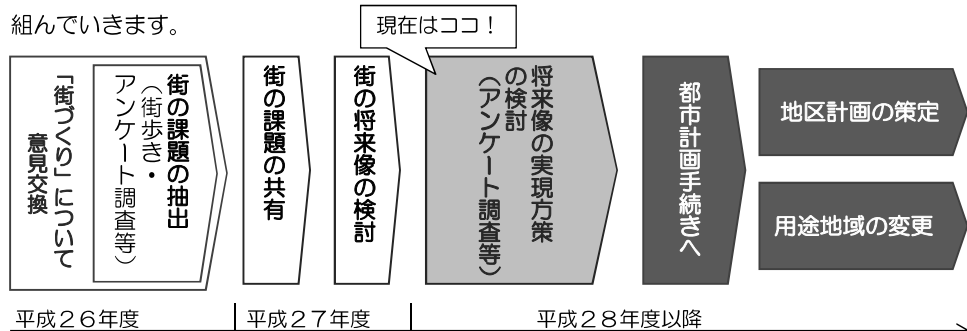 組んでいきます。
現在はココ！
「街づくり」について
意見交換
街の課題の抽出
（街歩き・
アンケート調査等）
街の課題の共有
街の将来像の検討
将来像の実現方策
の検討
（アンケート調査等）
都市計画手続きへ
地区計画の策定
用途地域の変更
平成２６年度
平成２７年度
平成２８年度以降